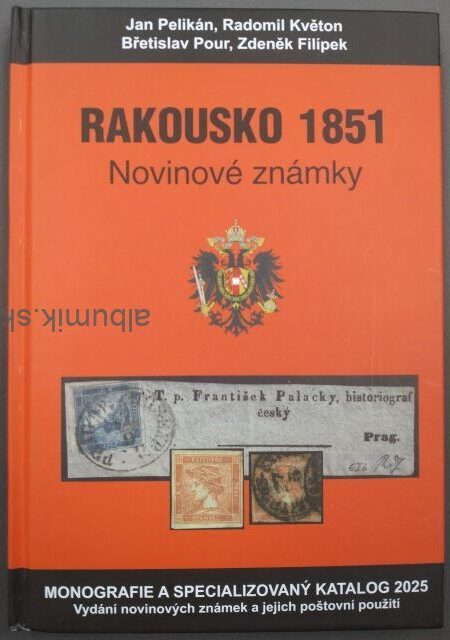 Jan Pelikán, Radomil Květon
Břetislav Pour, Zdeněk Filípek
RAKOUSKO 1851
Novinové známky
albumik.sk
T. T. p. František Palacky, historiograf
český
Prag.
MONOGRAFIE A SPECIALIZOVANÝ KATALOG 2025
Vydání novinových známek a jejich poštovní použití